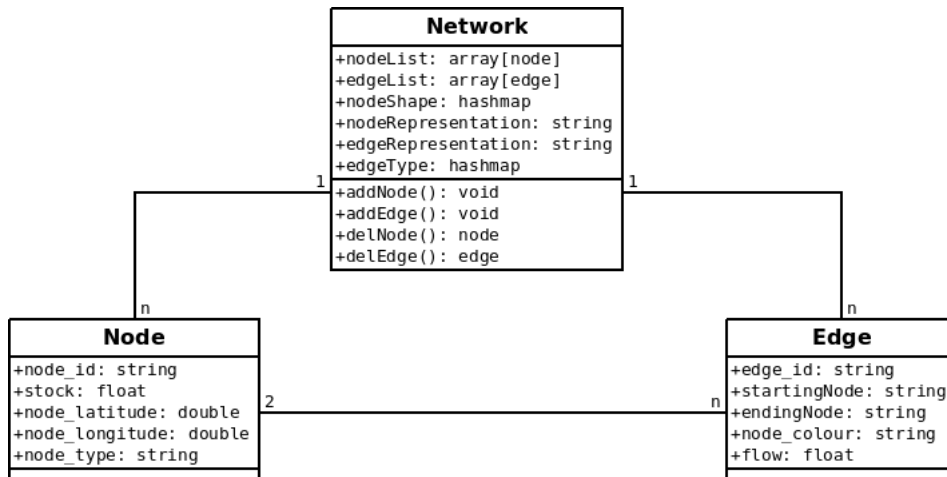 Network
+nodeList: array[node]
+edgeList: array[edge]
+nodeShape: hashmap
+nodeRepresentation: string
+edgeRepresentation: string
+edgeType: hashmap
1
1
+addNode(): void
+addEdge(): void
+delNode(): node
+delEdge(): edge
n
n
Node
+node_id: string
+stock: float
+node_latitude: double
+node_longitude: double
+node_type: string
2
n
Edge
+edge_id: string
+startingNode: string
+endingNode: string
+node_colour: string
+flow: float